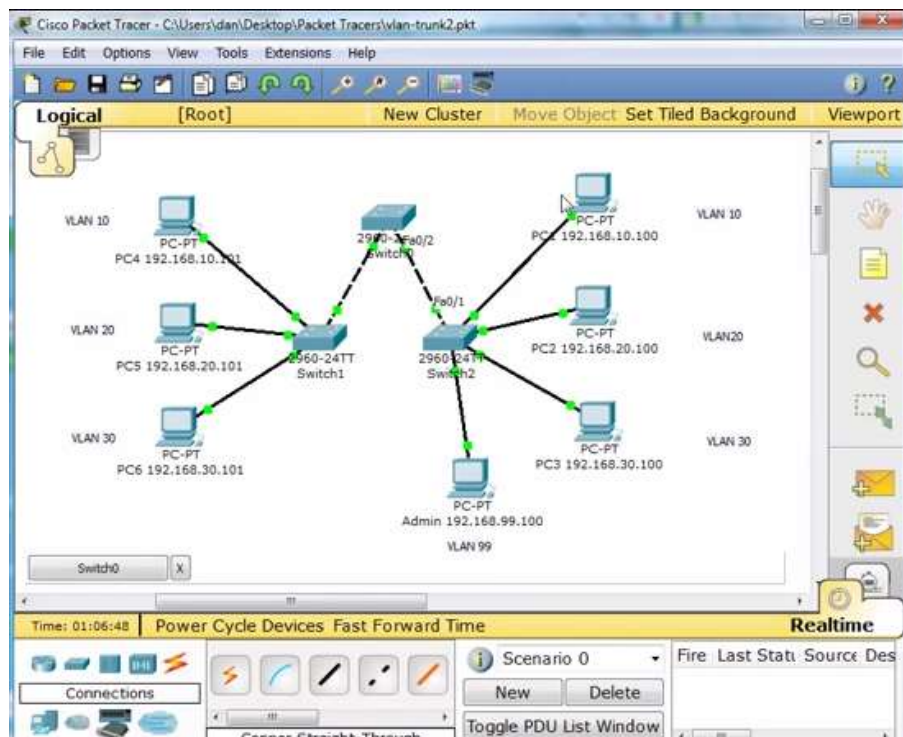 Cisco Packet Tracer - C:\Users\dan\Desktop\Packet Tracers\vlan-trunk2.pkt
File Edit Options View Tools Extensions Help
Logical [Root] New Cluster Move Object Set Tiled Background Viewport
VLAN 10
PC-PT
PC4 192.168.10.101
2960-24TT
Switch0
Fa0/2
PC-PT
PC1 192.168.10.100
VLAN 10
VLAN 20
PC-PT
PC5 192.168.20.101
2960-24TT
Switch1
Fa0/1
2960-24TT
Switch2
PC-PT
PC2 192.168.20.100
VLAN20
VLAN 30
PC-PT
PC6 192.168.30.101
PC-PT
PC3 192.168.30.100
VLAN 30
PC-PT
Admin 192.168.99.100
VLAN 99
Switch0 X
Time: 01:06:48 Power Cycle Devices Fast Forward Time Realtime
Connections
Scenario 0
New Delete
Toggle PDU List Window
Fire Last Statu Source Des
Copper Straight-Through